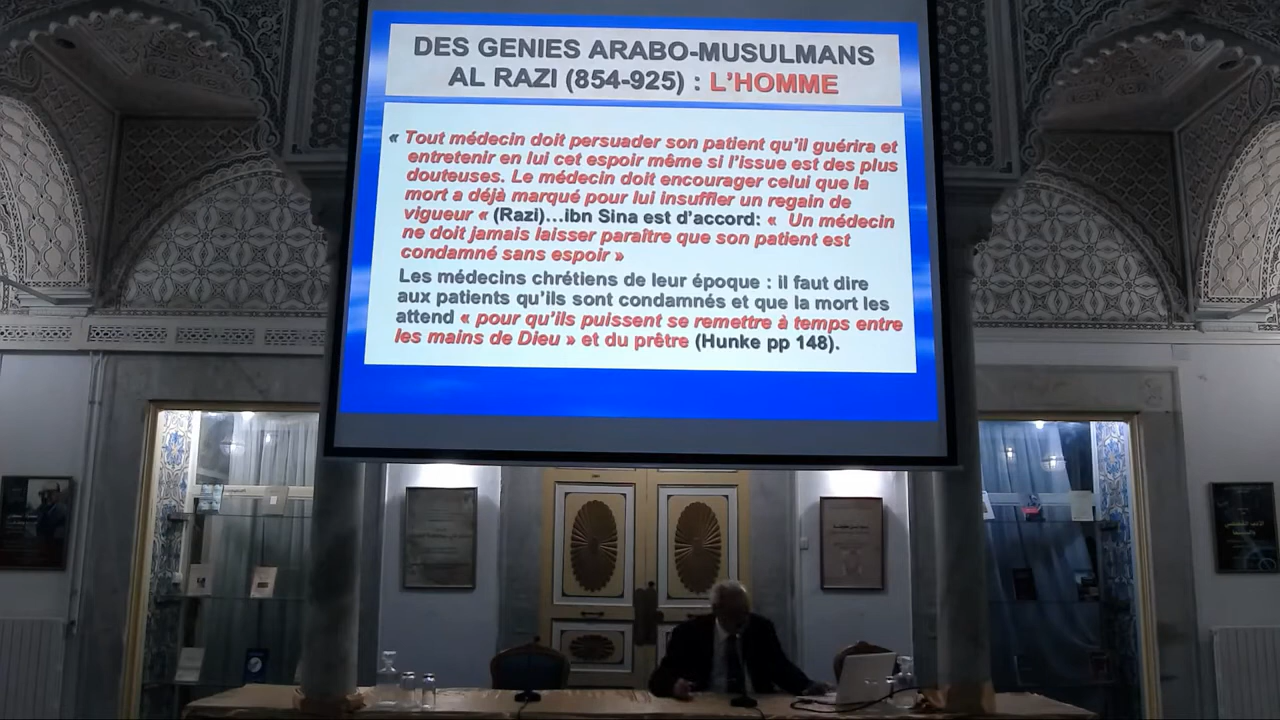 DES GENIES ARABO-MUSULMANS
AL RAZI (854-925) : L'HOMME
« Tout médecin doit persuader son patient qu'il guérira et
entretenir en lui cet espoir même si l'issue est des plus
douteuses. Le médecin doit encourager celui que la
mort a déjà marqué pour lui insuffler un regain de
vigueur « (Razi)…ibn Sina est d'accord: « Un médecin
ne doit jamais laisser paraître que son patient est
condamné sans espoir »
Les médecins chrétiens de leur époque : il faut dire
aux patients qu'ils sont condamnés et que la mort les
attend « pour qu'ils puissent se remettre à temps entre
les mains de Dieu » et du prêtre (Hunke pp 148).